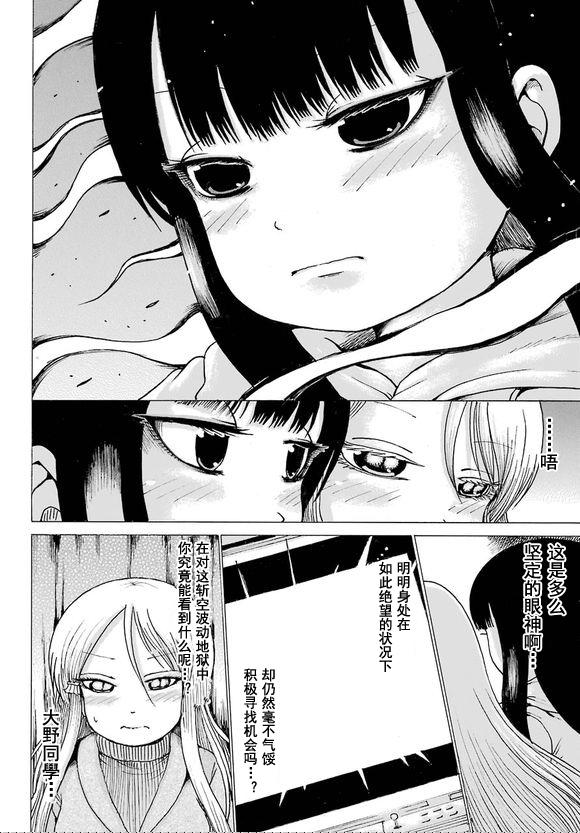 ……唔
这是多么
坚定的眼神啊…
明明身处在
如此绝望的状况下
却仍然毫不气馁
积极寻找机会吗…?
在对这斩空波动地狱中
你究竟能看到什么呢…?
大野同學…